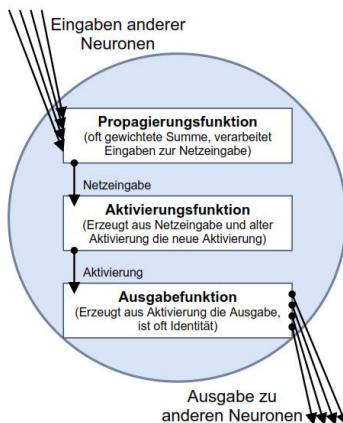 Eingaben anderer
Neuronen
Propagierungsfunktion
(oft gewichtete Summe, verarbeitet
Eingaben zur Netzeingabe)
Netzeingabe
Aktivierungsfunktion
(Erzeugt aus Netzeingabe und alter
Aktivierung die neue Aktivierung)
Aktivierung
Ausgabefunktion
(Erzeugt aus Aktivierung die Ausgabe,
ist oft Identität)
Ausgabe zu
anderen Neuronen